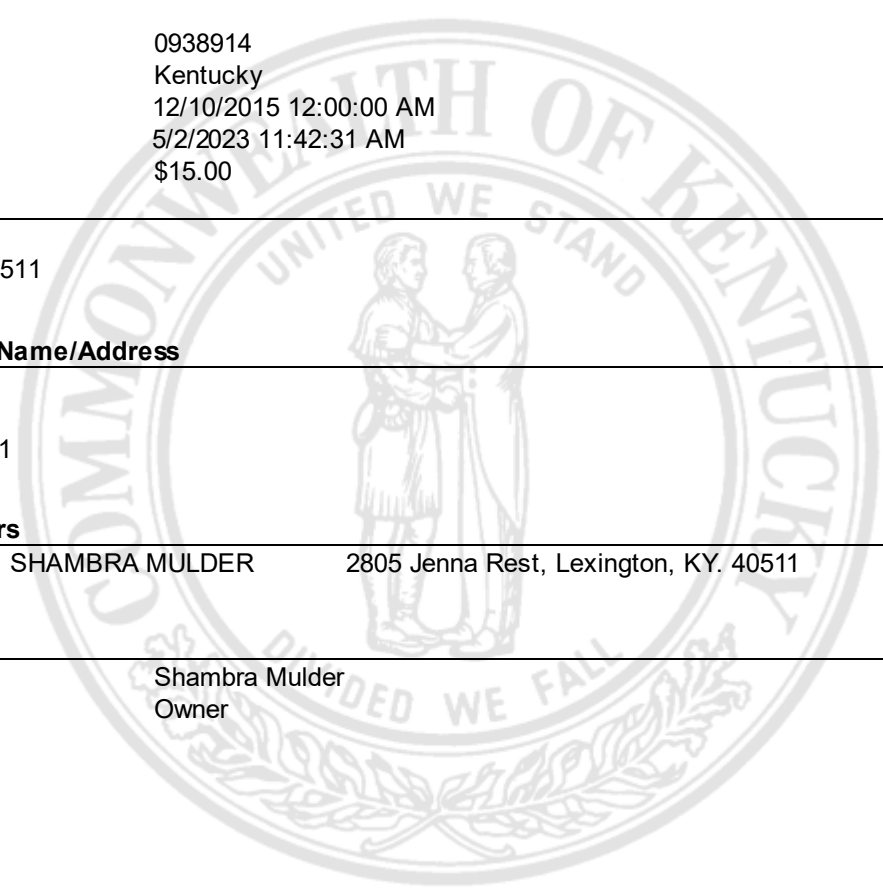 0938914
Kentucky
12/10/2015 12:00:00 AM
5/2/2023 11:42:31 AM
$15.00
511
Name/Address
1
rs
SHAMBRA MULDER 2805 Jenna Rest, Lexington, KY. 40511
Shambra Mulder
Owner
COMMONWEALTH OF KENTUCKY
UNITED WE STAND
DIVIDED WE FALL